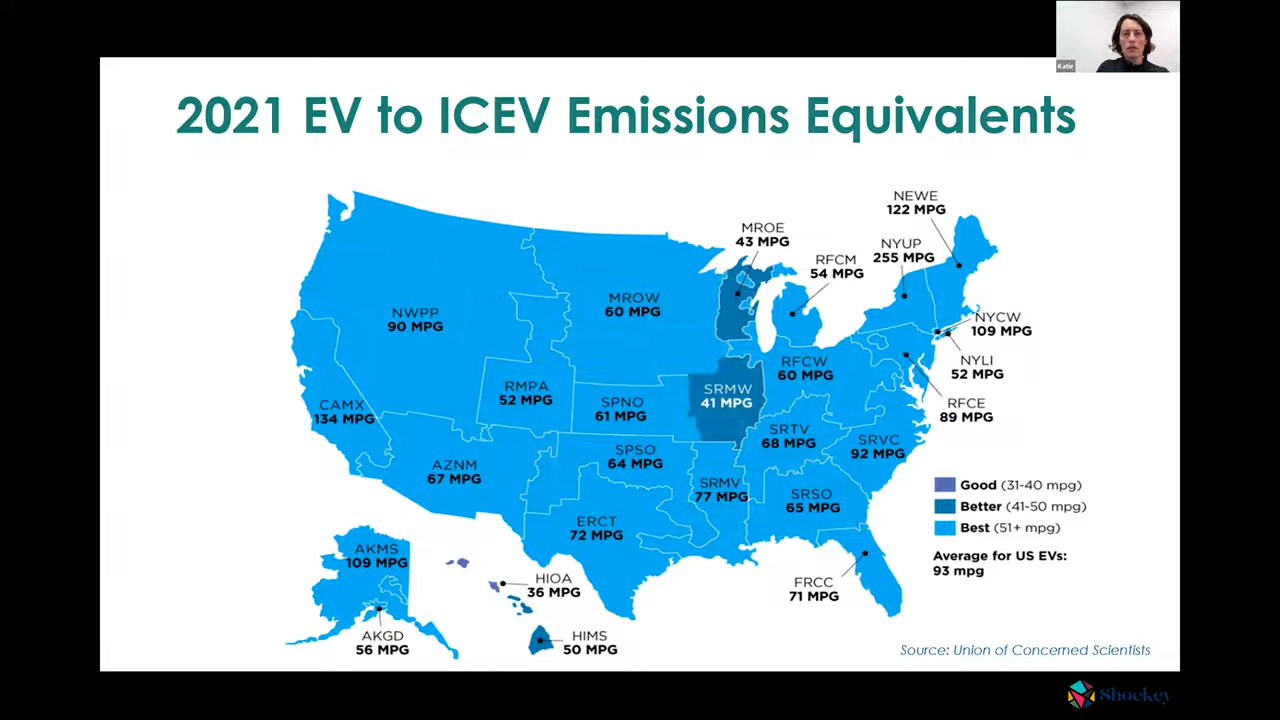 Katie
2021 EV to ICEV Emissions Equivalents
NEWE
122 MPG
MROE
43 MPG
NYUP
255 MPG
RFCM
54 MPG
MROW
60 MPG
NWPP
90 MPG
NYCW
109 MPG
RFCW
60 MPG
NYLI
52 MPG
RMPA
52 MPG
SRMW
41 MPG
SPNO
61 MPG
CAMX
134 MPG
RFCE
89 MPG
SRTV
68 MPG
SRVC
92 MPG
SPSO
64 MPG
AZNM
67 MPG
SRMV
77 MPG
SRSO
65 MPG
ERCT
72 MPG
Good (31-40 mpg)
Better (41-50 mpg)
Best (51+ mpg)
Average for US EVs:
93 mpg
AKMS
109 MPG
HIOA
36 MPG
FRCC
71 MPG
AKGD
56 MPG
HIMS
50 MPG
Source: Union of Concerned Scientists
Shockey